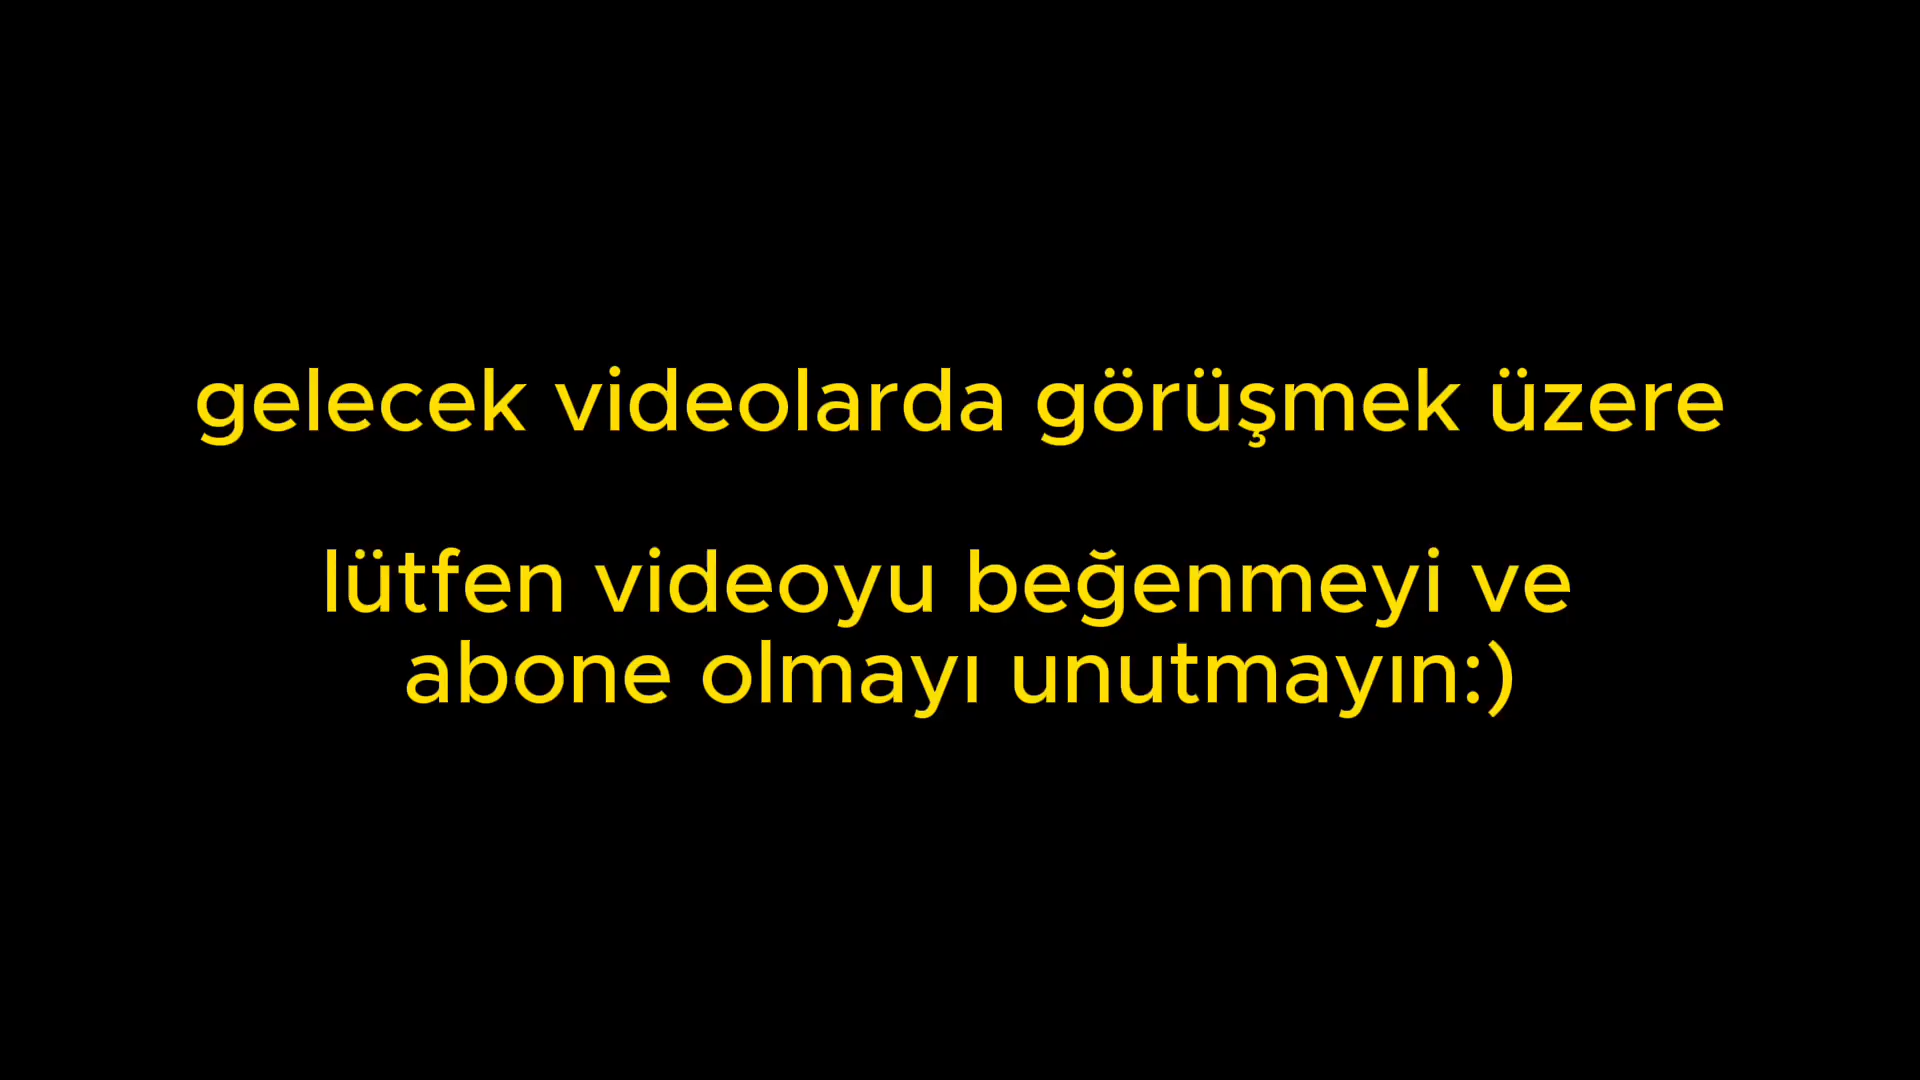 gelecek videolarda görüşmek üzere
lütfen videoyu beğenmeyi ve
abone olmayı unutmayın:)